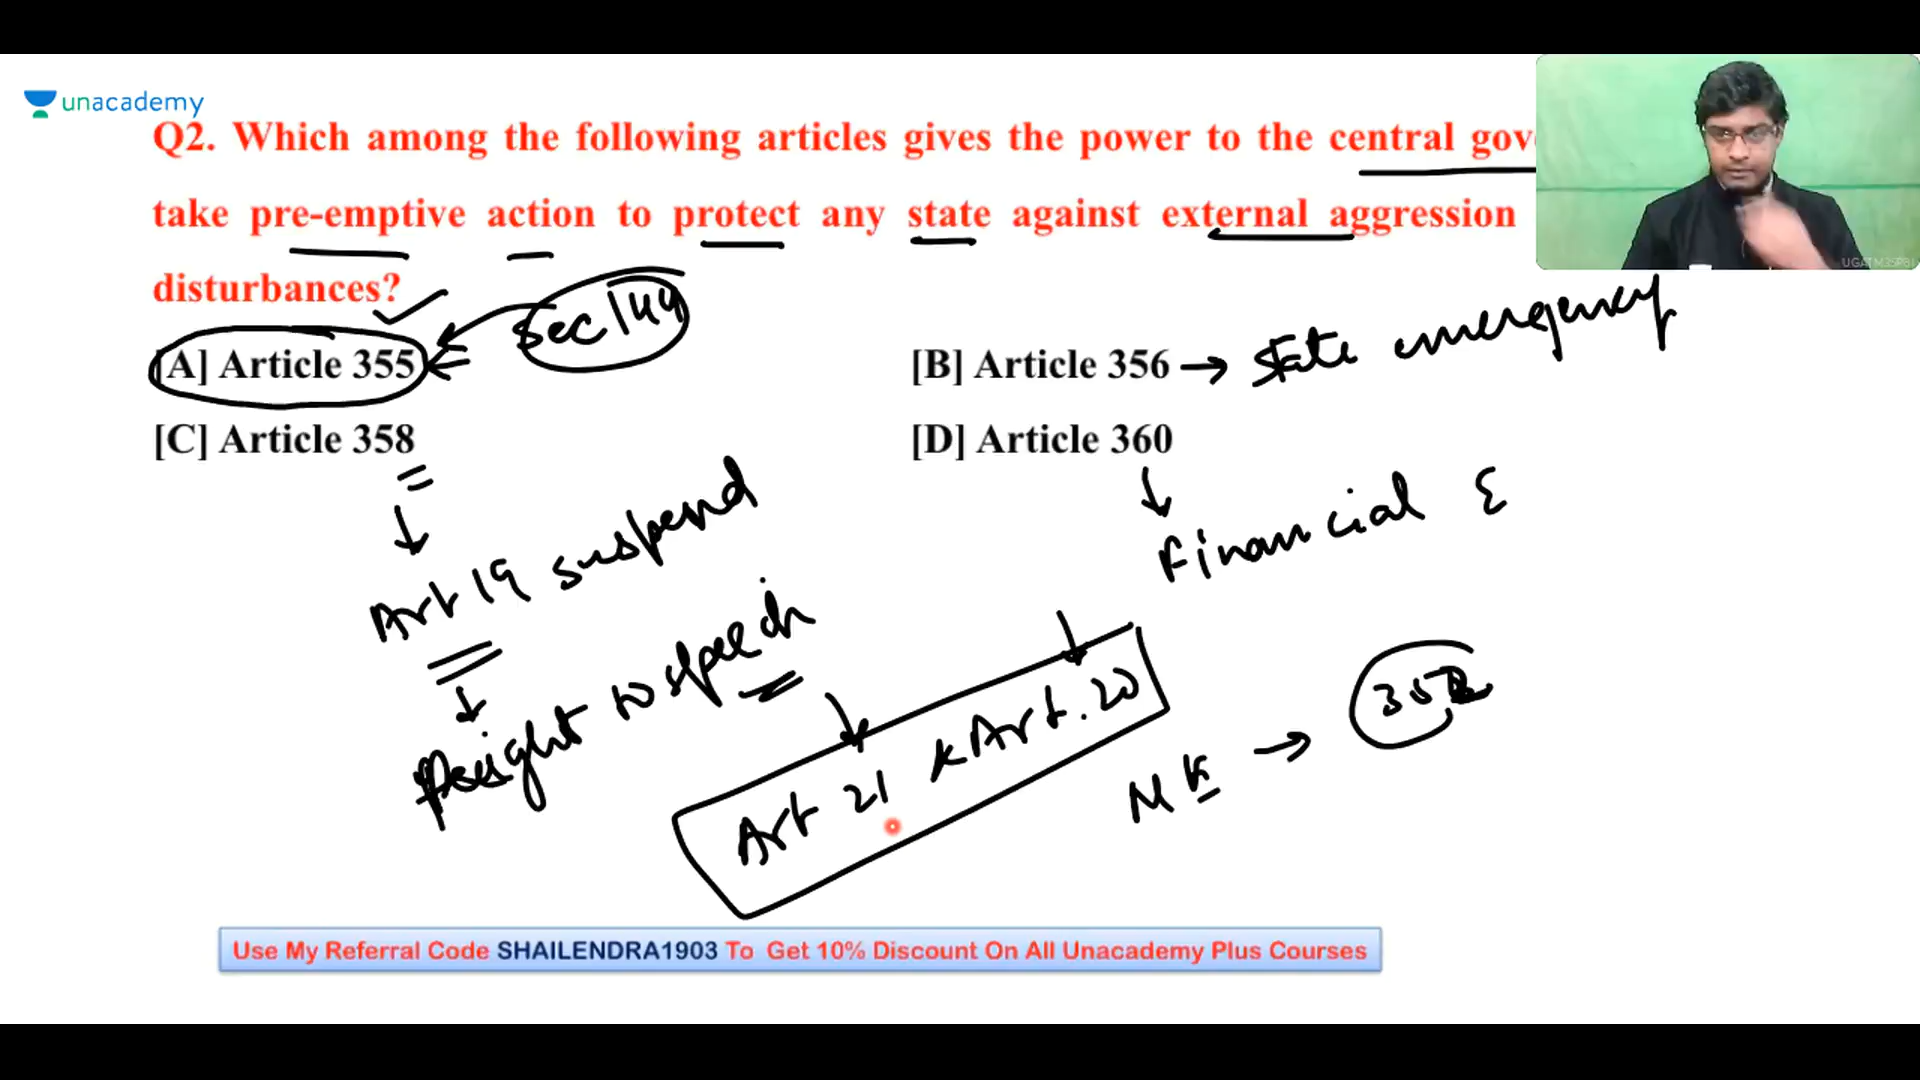 unacademy
Q2. Which among the following articles gives the power to the central gov
take pre-emptive action to protect any state against external aggression
disturbances?
Sec 144
[A] Article 355
[B] Article 356 → State emergency
[C] Article 358
[D] Article 360
Art 19 suspend
Financial E
Right to speech
Art 21 & Art. 20
→ 352
Use My Referral Code SHAILENDRA1903 To Get 10% Discount On All Unacademy Plus Courses